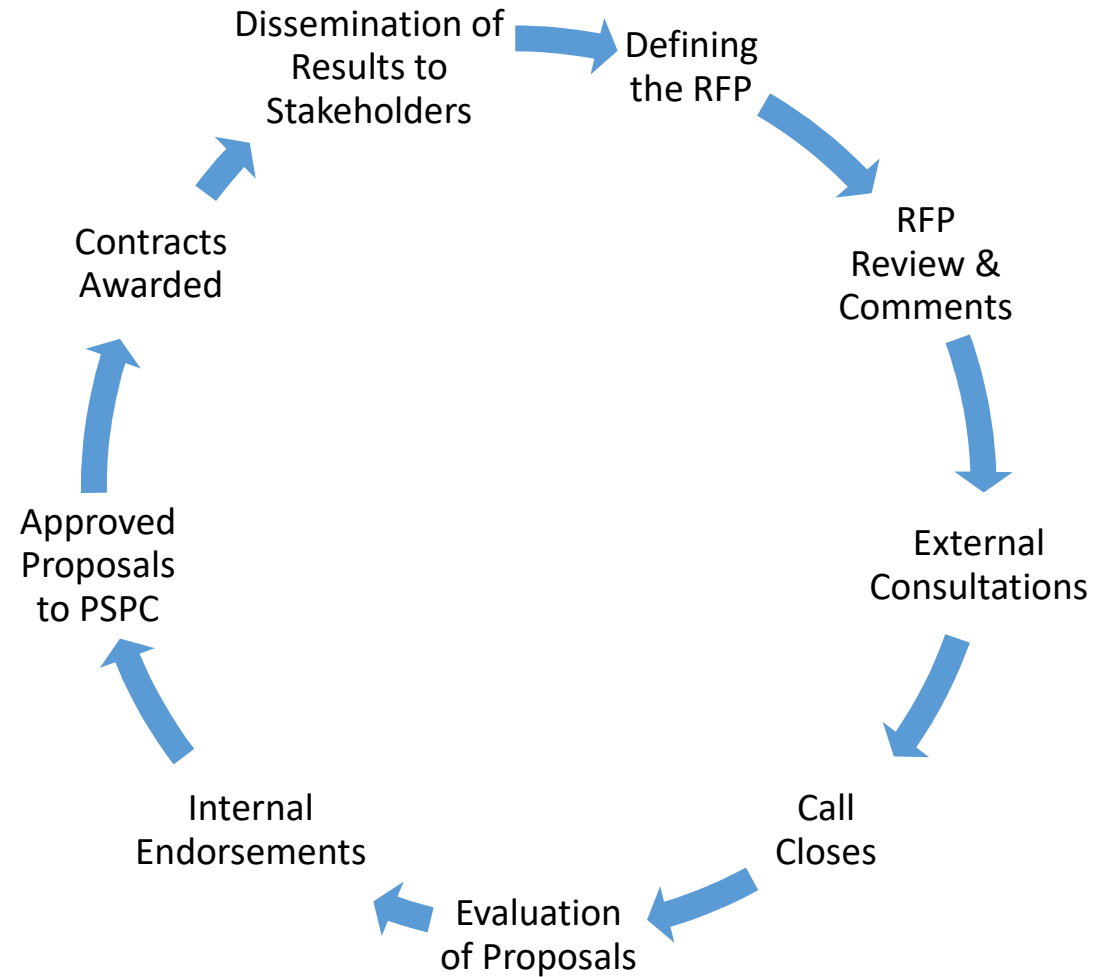 Dissemination of
Results to
Stakeholders
Defining
the RFP
RFP
Review &
Comments
External
Consultations
Call
Closes
Evaluation
of Proposals
Internal
Endorsements
Approved
Proposals
to PSPC
Contracts
Awarded